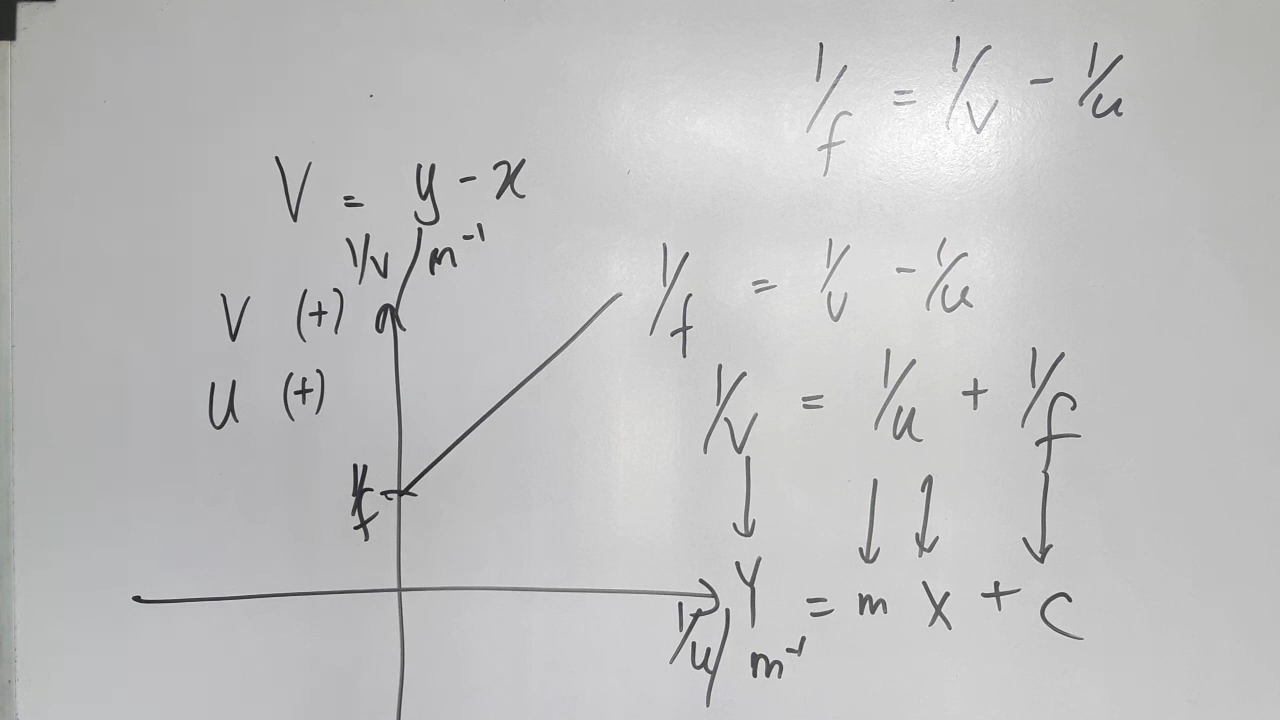 1/f = 1/v - 1/u
V = y - x
1/v / m⁻¹
1/f = 1/v - 1/u
V (+)
u (+)
1/v = 1/u + 1/f
1/f
Y = m X + C
1/u / m⁻¹